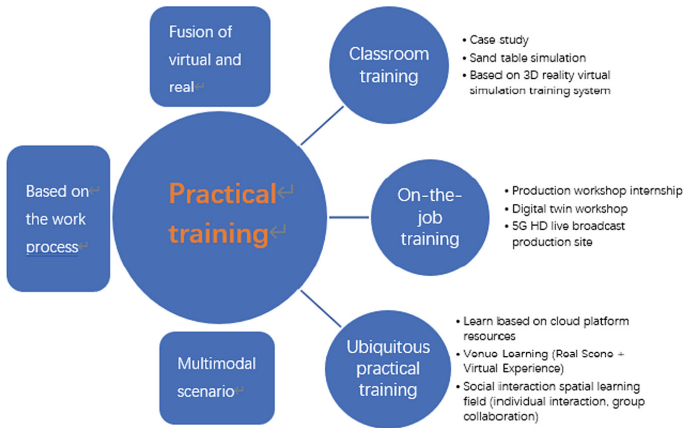 Fusion of
virtual and
real
Based on
the work
process
Practical
training
Multimodal
scenario
Classroom
training
• Case study
• Sand table simulation
• Based on 3D reality virtual
simulation training system
On-the-
job
training
• Production workshop internship
• Digital twin workshop
• 5G HD live broadcast
production site
Ubiquitous
practical
training
• Learn based on cloud platform
resources
• Venue Learning (Real Scene +
Virtual Experience)
• Social interaction spatial learning
field (individual interaction, group
collaboration)